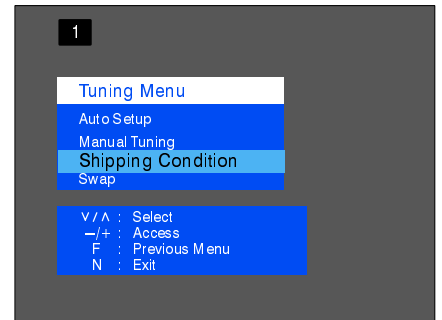 1
Tuning Menu
Auto Setup
Manual Tuning
Shipping Condition
Swap
∨/∧ : Select
–/+ : Access
F : Previous Menu
N : Exit